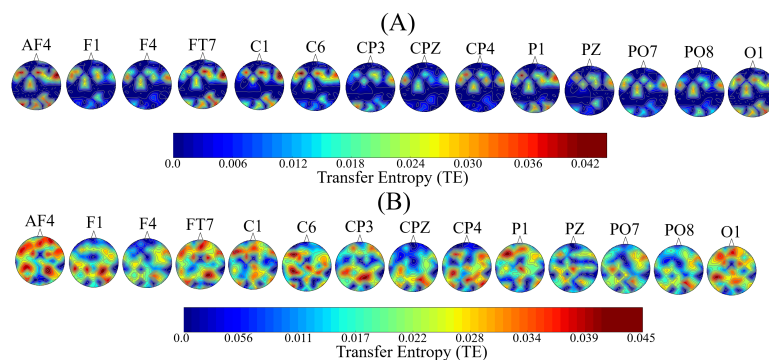 (A)
AF4 F1 F4 FT7 C1 C6 CP3 CPZ CP4 P1 PZ PO7 PO8 O1
0.0 0.006 0.012 0.018 0.024 0.030 0.036 0.042
Transfer Entropy (TE)
(B)
AF4 F1 F4 FT7 C1 C6 CP3 CPZ CP4 P1 PZ PO7 PO8 O1
0.0 0.056 0.011 0.017 0.022 0.028 0.034 0.039 0.045
Transfer Entropy (TE)